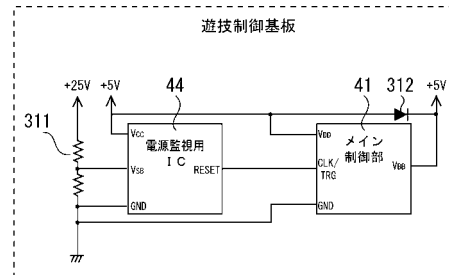 遊技制御基板
+25V
+5V
44
41
312
+5V
311
Vcc
電源監視用
IC
VSB
RESET
GND
VDD
メイン
制御部
CLK/
TRG
VBB
GND